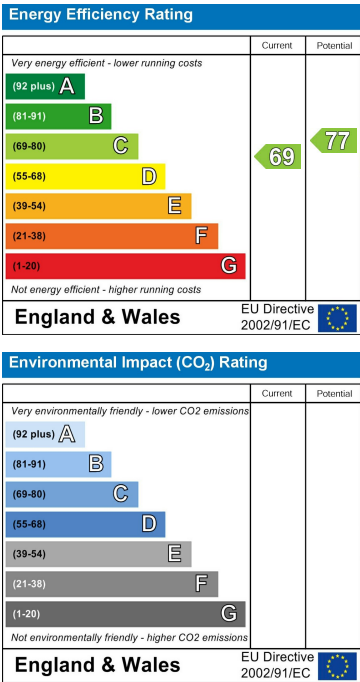 Energy Efficiency Rating
Current Potential
Very energy efficient - lower running costs
(92 plus) A
(81-91) B
(69-80) C
(55-68) D
(39-54) E
(21-38) F
(1-20) G
69
77
Not energy efficient - higher running costs
England & Wales
EU Directive
2002/91/EC
Environmental Impact (CO₂) Rating
Current Potential
Very environmentally friendly - lower CO2 emissions
(92 plus) A
(81-91) B
(69-80) C
(55-68) D
(39-54) E
(21-38) F
(1-20) G
Not environmentally friendly - higher CO2 emissions
England & Wales
EU Directive
2002/91/EC